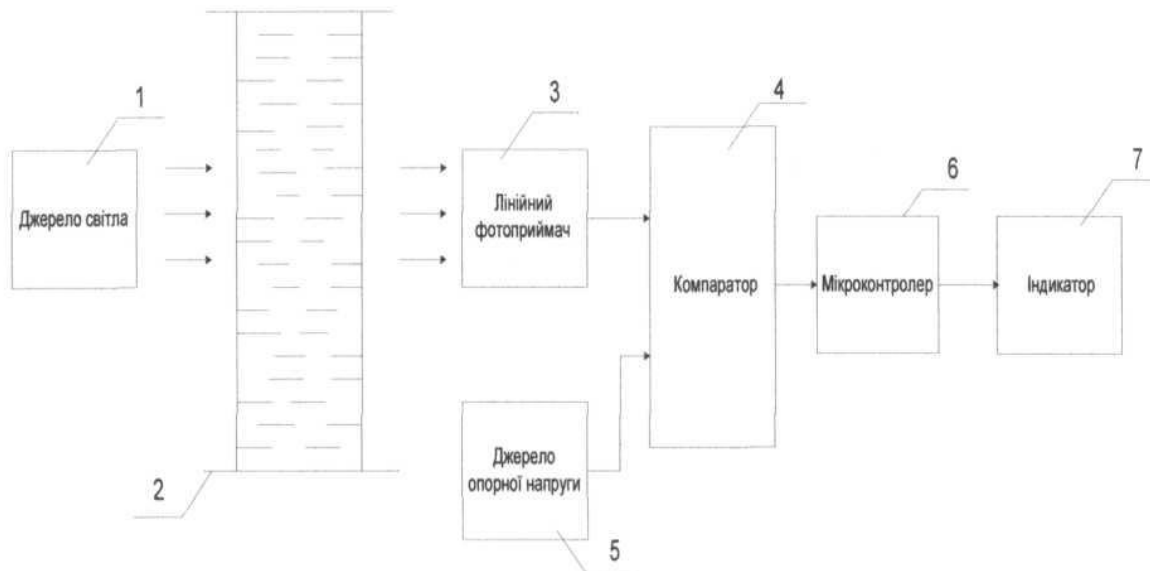 1
Джерело світла
2
3
Лінійний
фотоприймач
4
Компаратор
Джерело
опорної напруги
5
6
Мікроконтролер
7
Індикатор